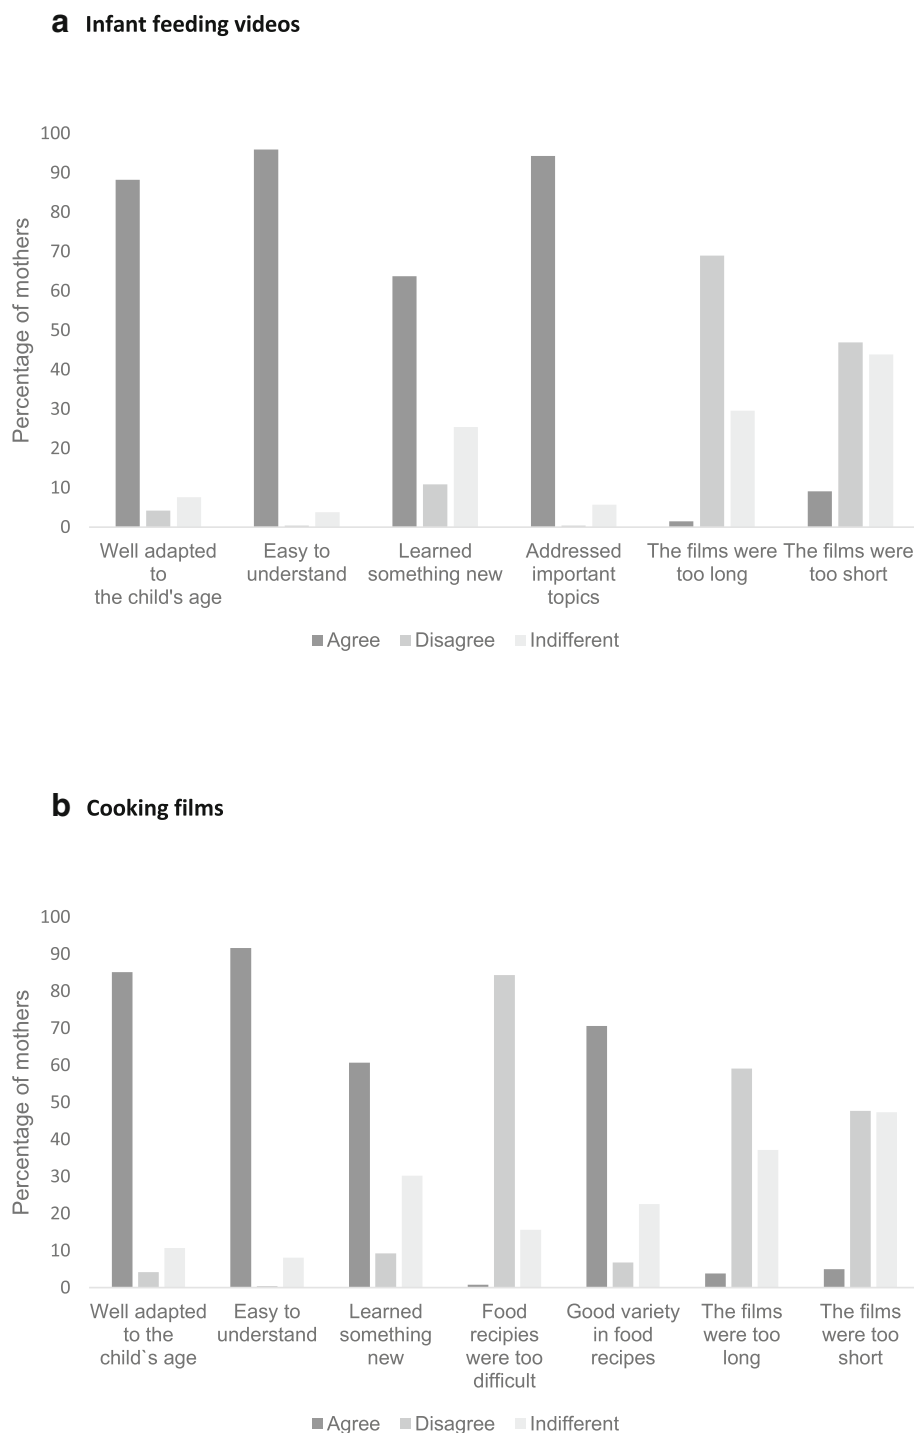 a Infant feeding videos
Percentage of mothers
100
90
80
70
60
50
40
30
20
10
0
Well adapted
to
the child's age
Easy to
understand
Learned
something new
Addressed
important
topics
The films were
too long
The films were
too short
Agree Disagree Indifferent
b Cooking films
Percentage of mothers
100
90
80
70
60
50
40
30
20
10
0
Well adapted
to the
child`s age
Easy to
understand
Learned
something
new
Food
recipies
were too
difficult
Good variety
in food
recipes
The films
were too
long
The films
were too
short
Agree Disagree Indifferent